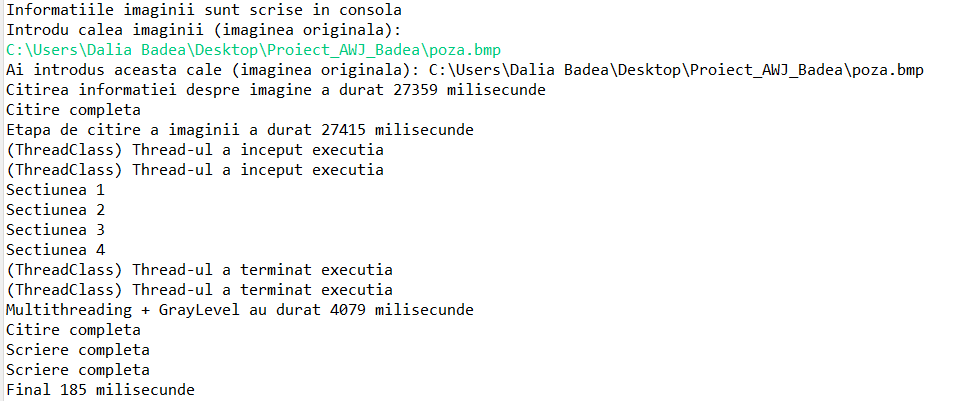 Informatiile imaginii sunt scrise in consola
Introdu calea imaginii (imaginea originala):
C:\Users\Dalia Badea\Desktop\Proiect_AWJ_Badea\poza.bmp
Ai introdus aceasta cale (imaginea originala): C:\Users\Dalia Badea\Desktop\Proiect_AWJ_Badea\poza.bmp
Citirea informatiei despre imagine a durat 27359 milisecunde
Citire completa
Etapa de citire a imaginii a durat 27415 milisecunde
(ThreadClass) Thread-ul a inceput executia
(ThreadClass) Thread-ul a inceput executia
Sectiunea 1
Sectiunea 2
Sectiunea 3
Sectiunea 4
(ThreadClass) Thread-ul a terminat executia
(ThreadClass) Thread-ul a terminat executia
Multithreading + GrayLevel au durat 4079 milisecunde
Citire completa
Scriere completa
Scriere completa
Final 185 milisecunde